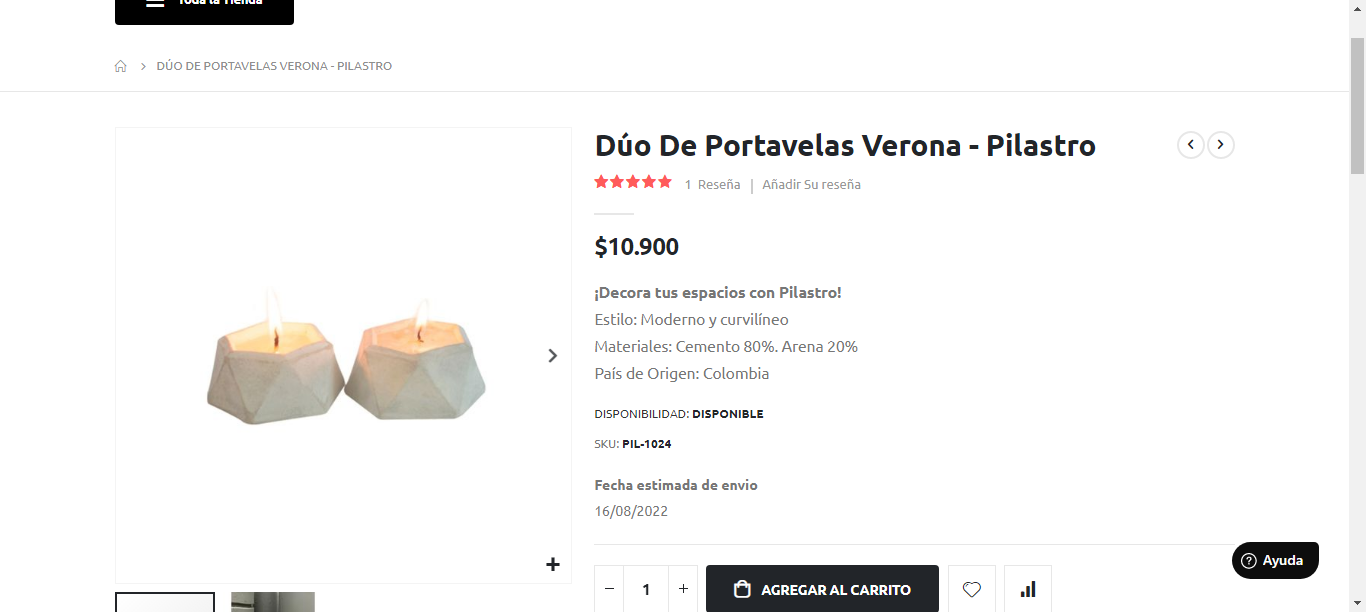 Toda la Tienda
DÚO DE PORTAVELAS VERONA - PILASTRO
Dúo De Portavelas Verona - Pilastro
1 Reseña | Añadir Su reseña
$10.900
¡Decora tus espacios con Pilastro!
Estilo: Moderno y curvilíneo
Materiales: Cemento 80%. Arena 20%
País de Origen: Colombia
DISPONIBILIDAD: DISPONIBLE
SKU: PIL-1024
Fecha estimada de envio
16/08/2022
1
AGREGAR AL CARRITO
Ayuda